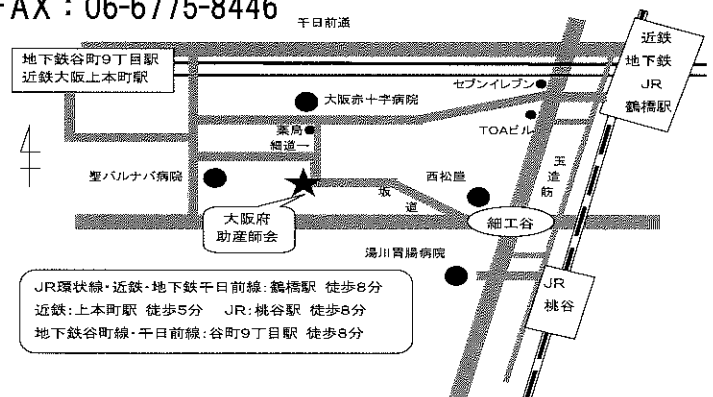 FAX：06-6775-8446
千日前通
地下鉄谷町9丁目駅
近鉄大阪上本町駅
近鉄
地下鉄
JR
鶴橋駅
セブンイレブン
大阪赤十字病院
TOAビル
薬局
細道一
玉造筋
聖バルナバ病院
西松屋
坂道
大阪府
助産師会
細工谷
湯川胃腸病院
JR
桃谷
JR環状線・近鉄・地下鉄千日前線:鶴橋駅 徒歩8分
近鉄:上本町駅 徒歩5分 JR:桃谷駅 徒歩8分
地下鉄谷町線・千日前線:谷町9丁目駅 徒歩8分